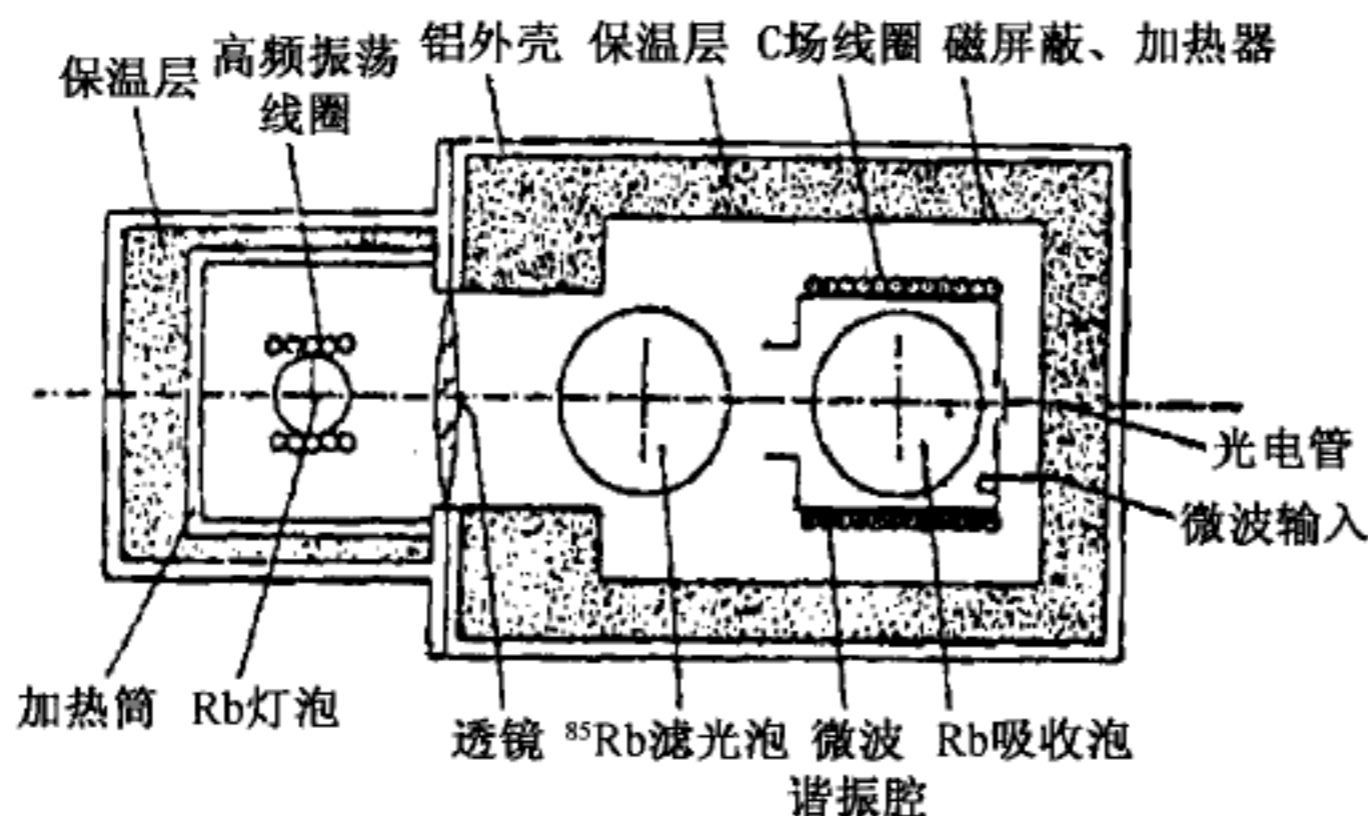 保温层
高频振荡
线圈
铝外壳
保温层
C场线圈
磁屏蔽、加热器
光电管
微波输入
加热筒
Rb灯泡
透镜
⁸⁵Rb滤光泡
微波
谐振腔
Rb吸收泡